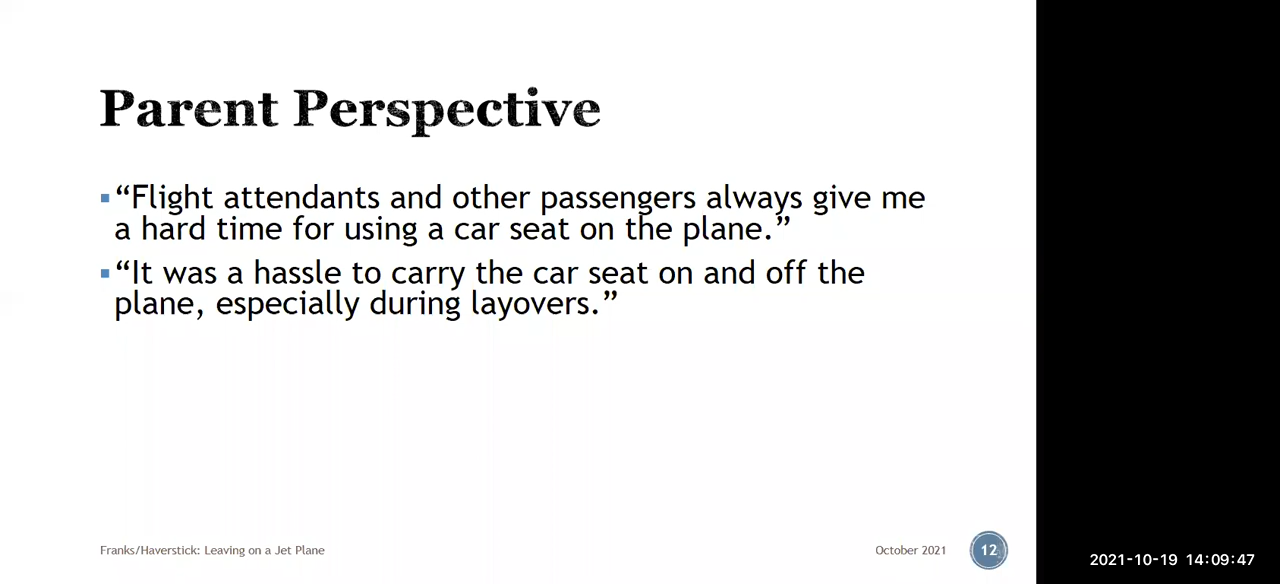 Parent Perspective
“Flight attendants and other passengers always give me
a hard time for using a car seat on the plane.”
“It was a hassle to carry the car seat on and off the
plane, especially during layovers.”
Franks/Haverstick: Leaving on a Jet Plane
October 2021
12
2021-10-19 14:09:47